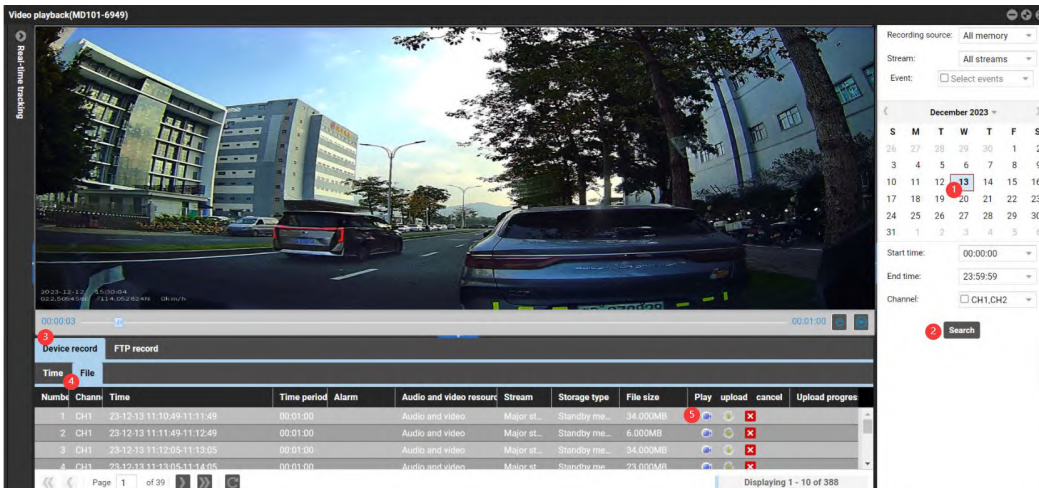 Video playback(MD101-6949)
Real-time tracking
2023-12-12 15:30:04
0km/h
00:00:03
00:01:00
3
Device record FTP record
Time File
4
Numbe Channe Time Time period Alarm Audio and video resourc Stream Storage type File size Play upload cancel Upload progres
1 CH1 23-12-13 11:10:49-11:11:49 00:01:00 Audio and video Major st... Standby me... 34.000MB 5
2 CH1 23-12-13 11:11:49-11:12:49 00:01:00 Audio and video Major st... Standby me... 6.000MB
3 CH1 23-12-13 11:12:05-11:13:05 00:01:00 Audio and video Major st... Standby me... 34.000MB
4 CH1 23-12-13 11:13:05-11:14:05 00:01:00 Audio and video Major st... Standby me... 23.000MB
Page 1 of 39 Displaying 1 - 10 of 388
Recording source: All memory
Stream: All streams
Event: Select events
December 2023
S M T W T F S
26 27 28 29 30 1 2
3 4 5 6 7 8 9
10 11 12 13 14 15 16
1
17 18 19 20 21 22 23
24 25 26 27 28 29 30
31 1 2 3 4 5 6
Start time: 00:00:00
End time: 23:59:59
Channel: CH1,CH2
2 Search